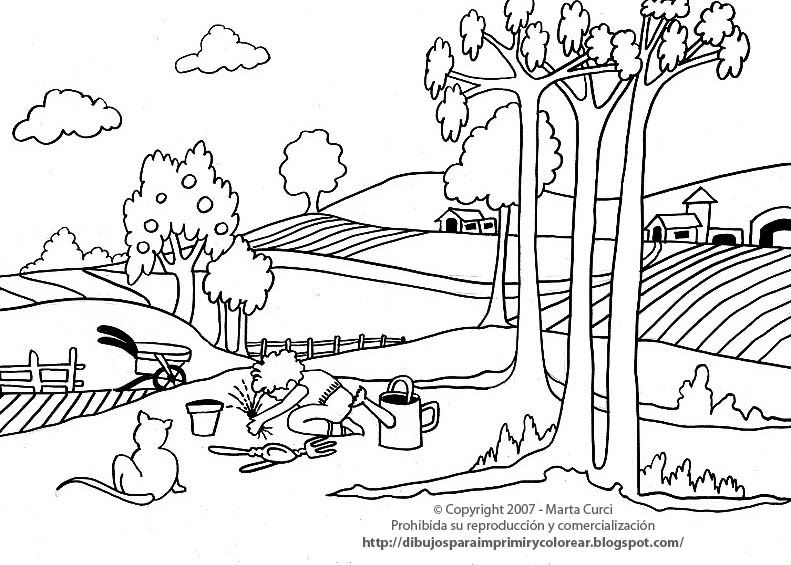 © Copyright 2007 - Marta Curci
Prohibida su reproducción y comercialización
http://dibujosparaimprimirycolorear.blogspot.com/